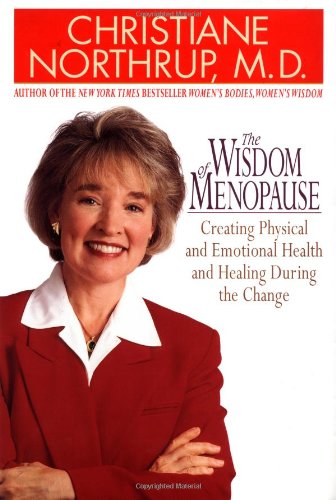 CHRISTIANE
NORTHRUP, M.D.
AUTHOR OF THE NEW YORK TIMES BESTSELLER WOMEN'S BODIES, WOMEN'S WISDOM
The
WISDOM
of
MENOPAUSE
Creating Physical
and Emotional Health
and Healing During
the Change